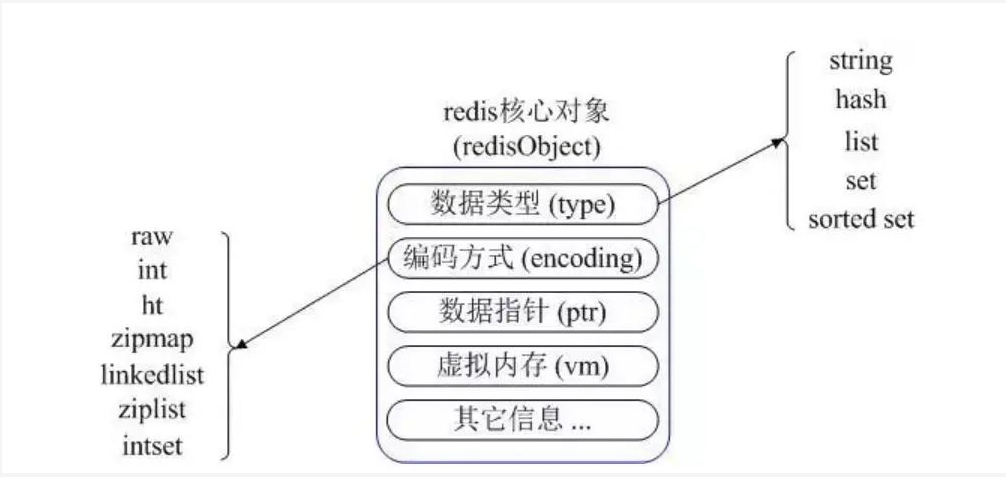 redis核心对象
(redisObject)
数据类型 (type)
编码方式 (encoding)
数据指针 (ptr)
虚拟内存 (vm)
其它信息 ...
string
hash
list
set
sorted set
raw
int
ht
zipmap
linkedlist
ziplist
intset